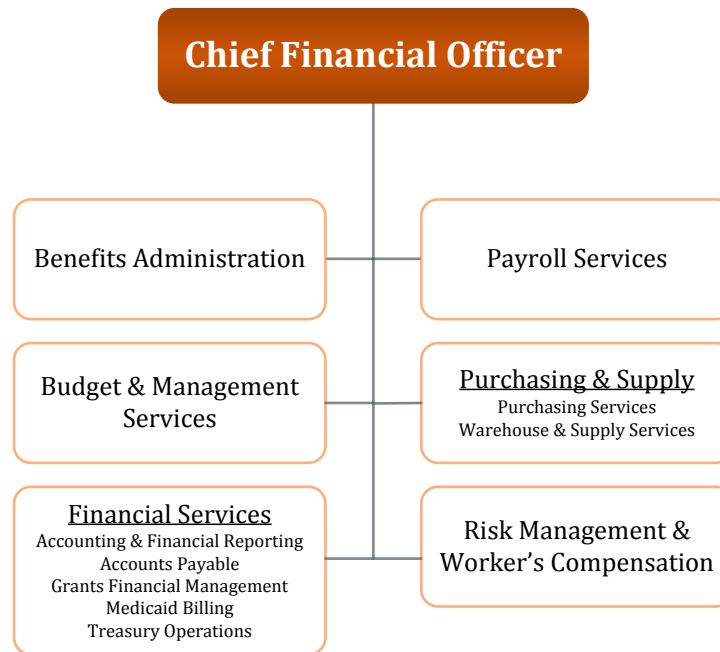 Chief Financial Officer
Benefits Administration
Payroll Services
Budget & Management
Services
Purchasing & Supply
Purchasing Services
Warehouse & Supply Services
Financial Services
Accounting & Financial Reporting
Accounts Payable
Grants Financial Management
Medicaid Billing
Treasury Operations
Risk Management &
Worker’s Compensation